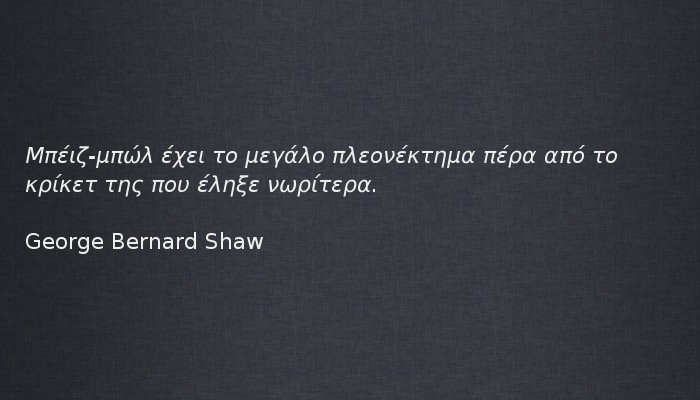 Μπέιζ-μπώλ έχει το μεγάλο πλεονέκτημα πέρα από το
κρίκετ της που έληξε νωρίτερα.
George Bernard Shaw